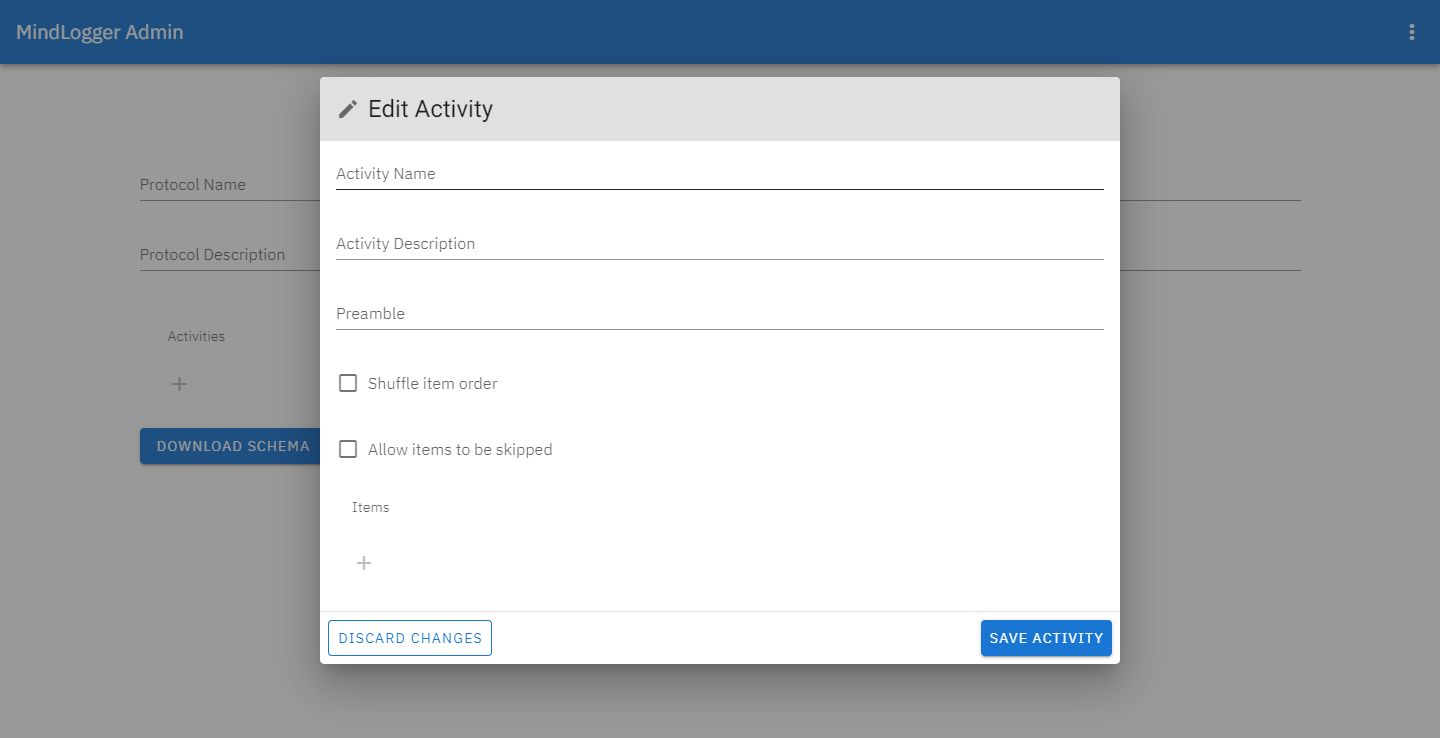 MindLogger Admin
Edit Activity
Activity Name
Activity Description
Preamble
Shuffle item order
Allow items to be skipped
Items
DISCARD CHANGES
SAVE ACTIVITY
Protocol Name
Protocol Description
Activities
DOWNLOAD SCHEMA